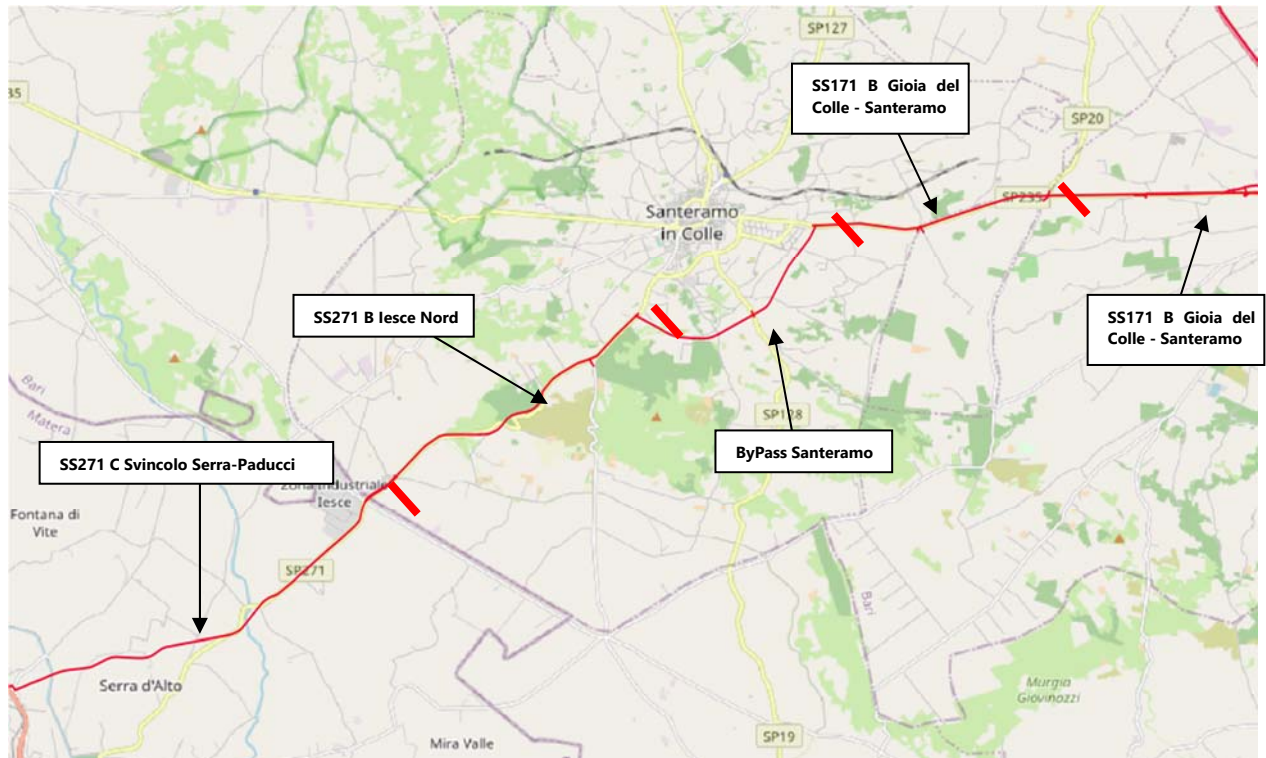 SP127
35
SS171 B Gioia del
Colle - Santeramo
SP20
SP235
Santeramo
in Colle
SS271 B Iesce Nord
SS171 B Gioia del
Colle - Santeramo
Bari
Matera
SP128
ByPass Santeramo
SS271 C Svincolo Serra-Paducci
Zona Industriale
Iesce
Fontana di
Vite
SP271
Bari
Serra d'Alto
Murgia
Giovinazzi
Mira Valle
SP19